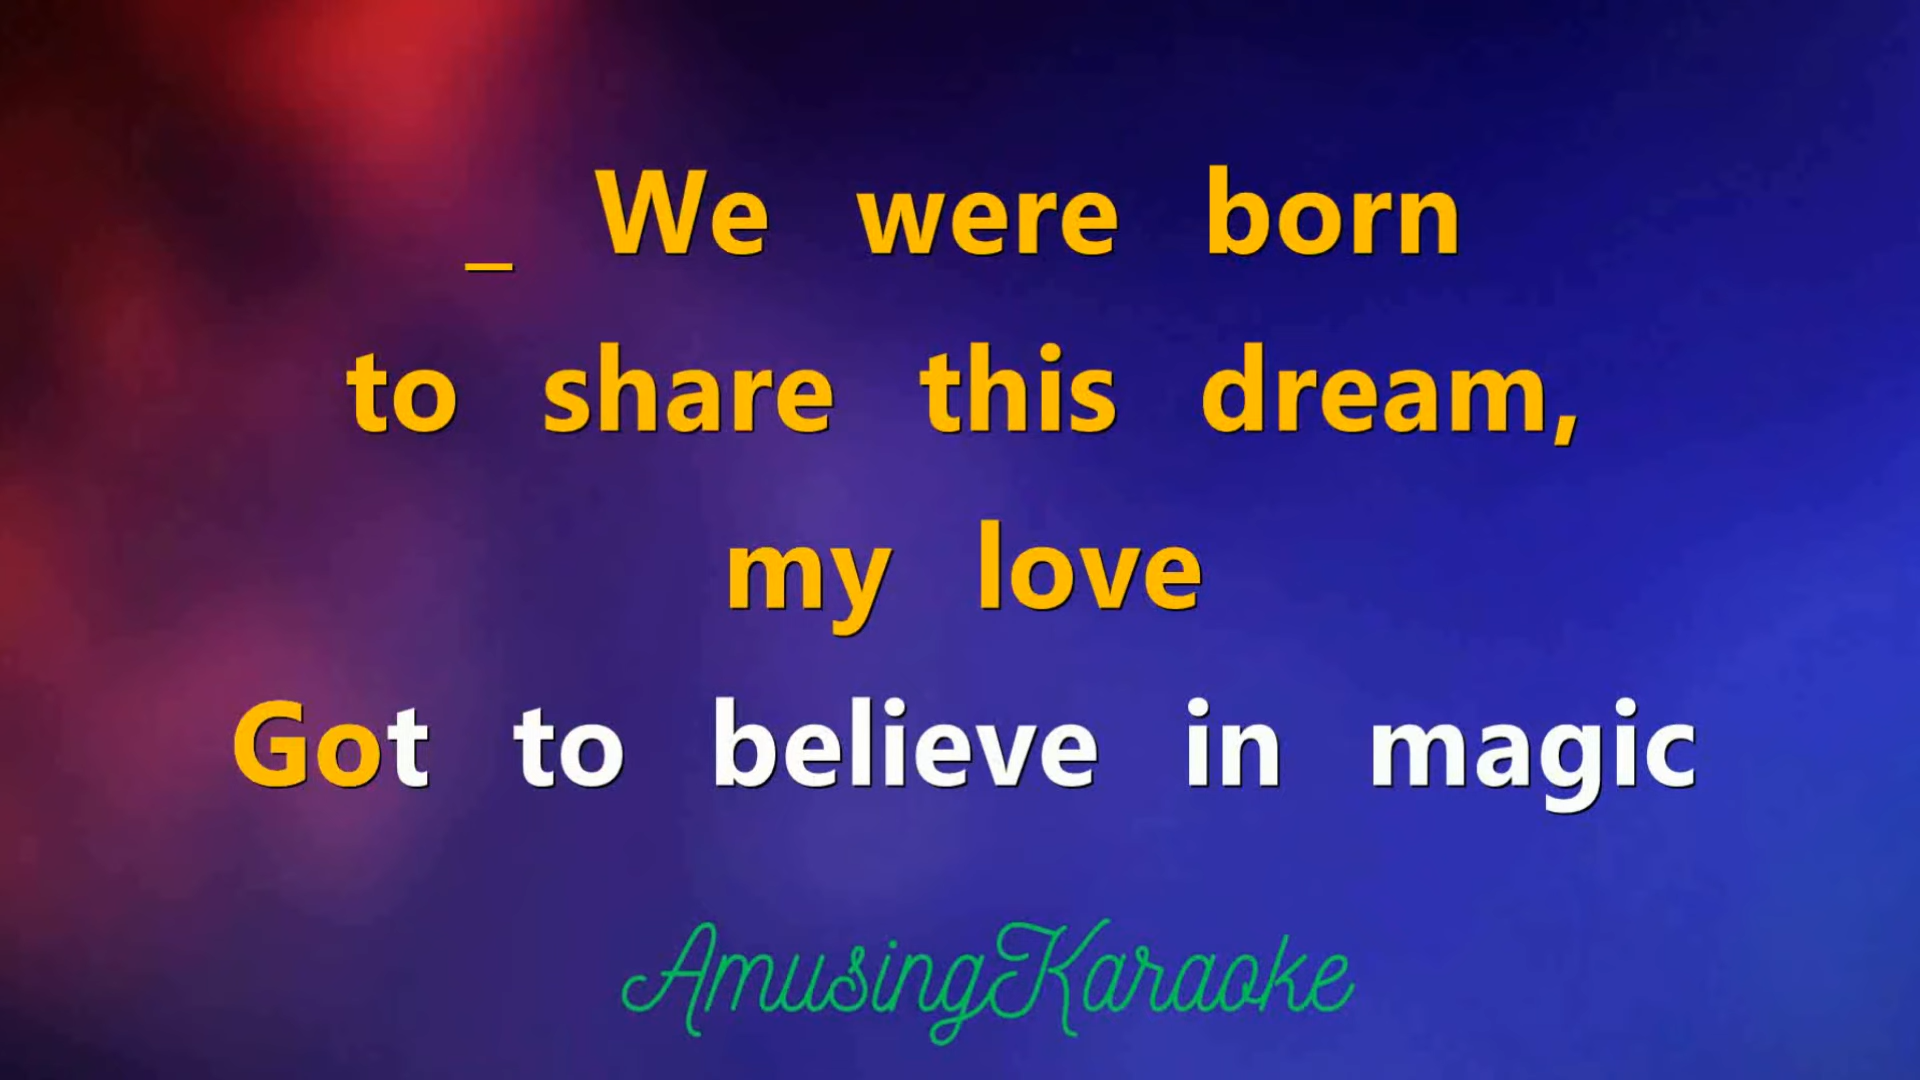 _ We were born
to share this dream,
my love
Got to believe in magic
AmusingKaraoke